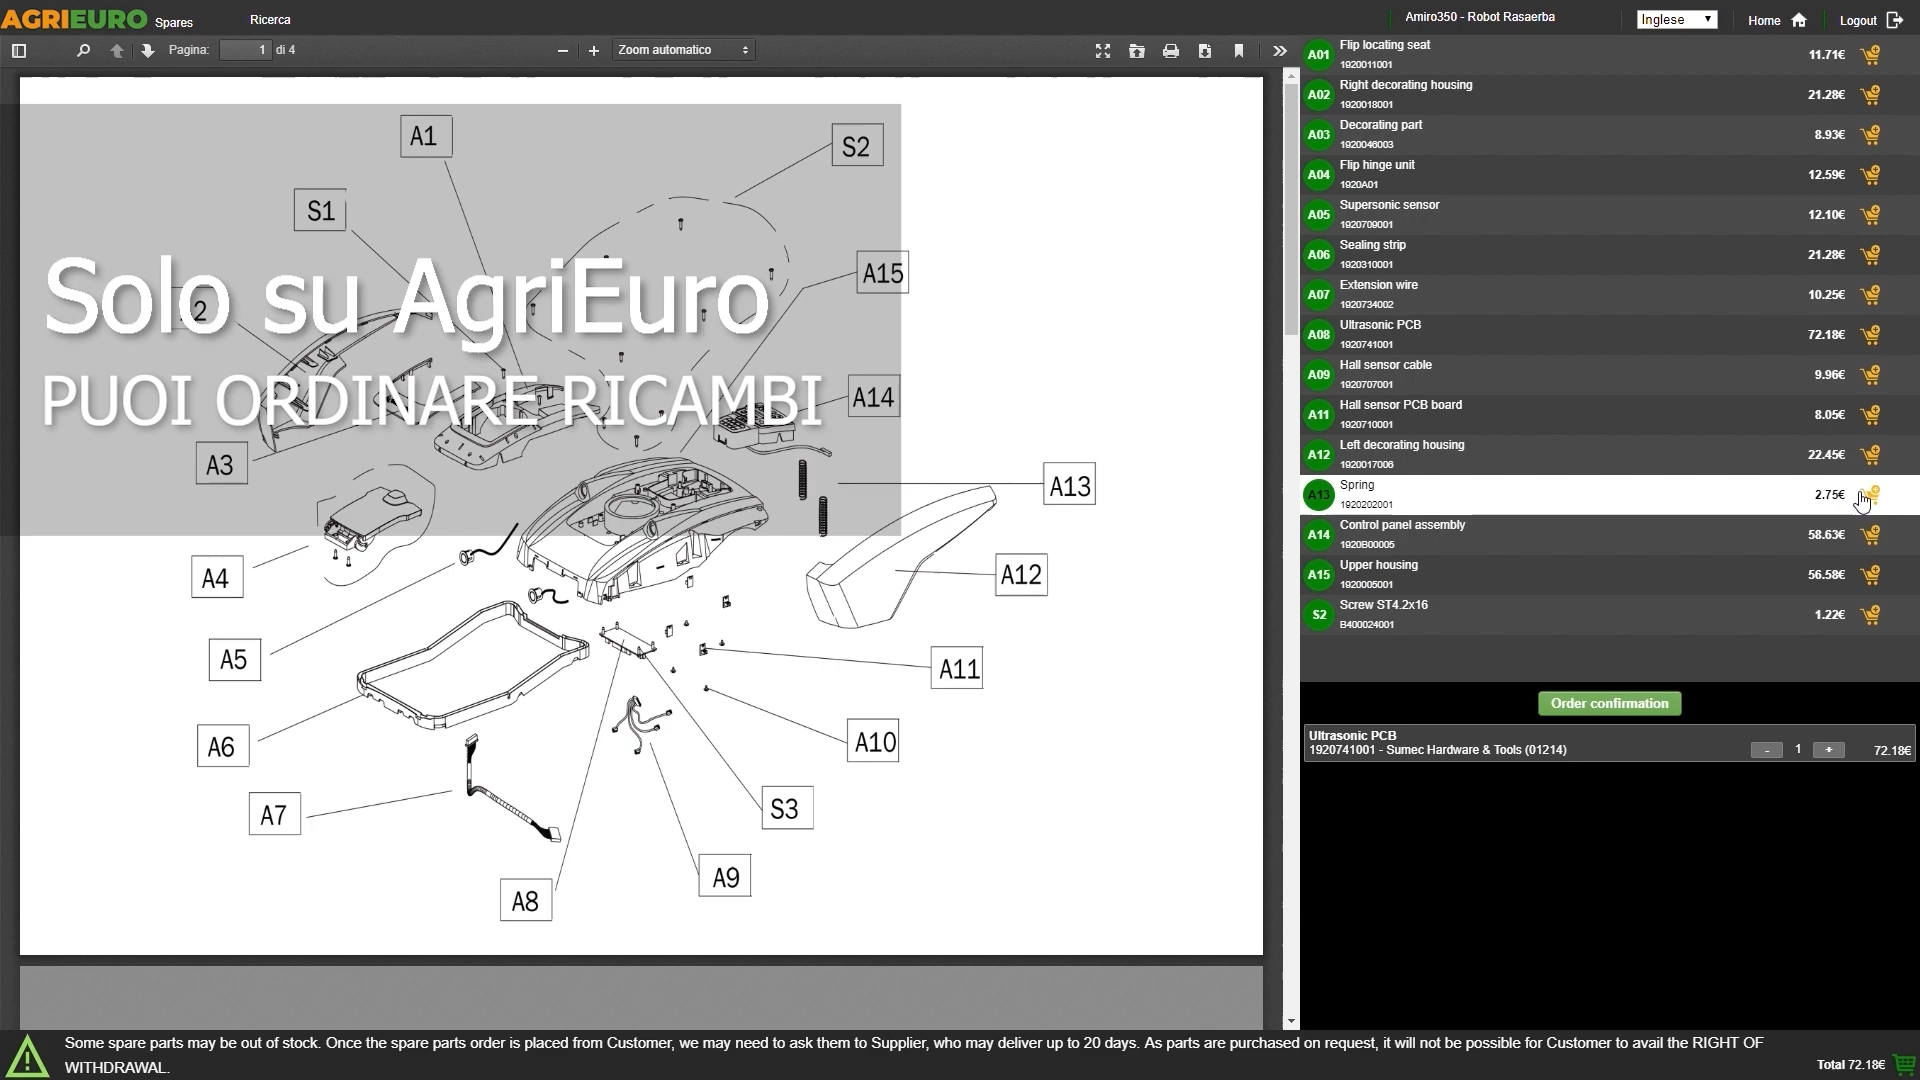 AGRIEURO Spares
Ricerca
Amiro350 - Robot Rasaerba
Inglese
Home
Logout
Pagina: 1 di 4
Zoom automatico
A1
S2
S1
A15
2
Solo su AgriEuro
PUOI ORDINARE RICAMBI
A14
A3
A13
A4
A12
A5
A11
A6
A10
A7
S3
A9
A8
A01 Flip locating seat 11.71€
1920011001
A02 Right decorating housing 21.28€
1920018001
A03 Decorating part 8.93€
1920046003
A04 Flip hinge unit 12.59€
1920A01
A05 Supersonic sensor 12.10€
1920709001
A06 Sealing strip 21.28€
1920310001
A07 Extension wire 10.25€
1920734002
A08 Ultrasonic PCB 72.18€
1920741001
A09 Hall sensor cable 9.96€
1920707001
A11 Hall sensor PCB board 8.05€
1920710001
A12 Left decorating housing 22.45€
1920017006
A13 Spring 2.75€
1920202001
A14 Control panel assembly 58.63€
1920B00005
A15 Upper housing 56.58€
1920005001
S2 Screw ST4.2x16 1.22€
B400024001
Order confirmation
Ultrasonic PCB
1920741001 - Sumec Hardware & Tools (01214) - 1 + 72.18€
Some spare parts may be out of stock. Once the spare parts order is placed from Customer, we may need to ask them to Supplier, who may deliver up to 20 days. As parts are purchased on request, it will not be possible for Customer to avail the RIGHT OF
WITHDRAWAL.
Total 72.18€